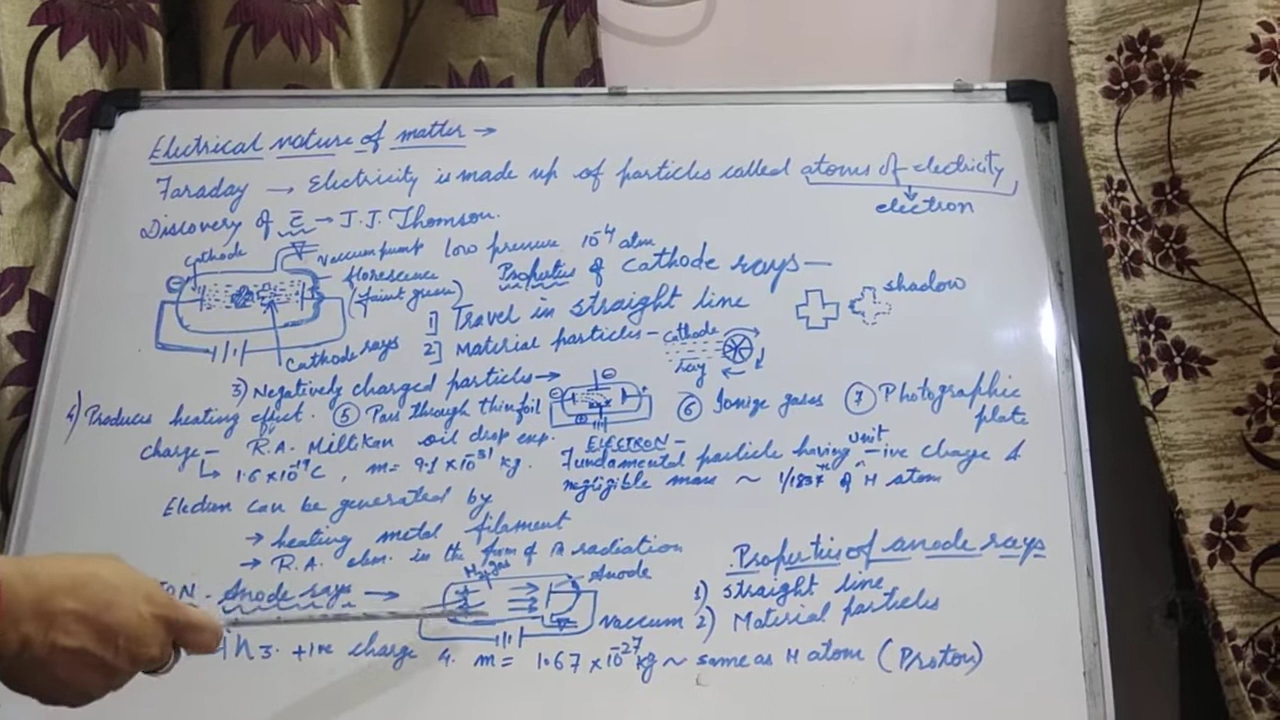 Electrical nature of matter →
Faraday → Electricity is made up of particles called atoms of electricity
electron
Discovery of e̅ → J.J. Thomson.
Cathode
Vaccum pump low pressure 10⁻⁴ atm
florescence
(faint green)
Cathode rays
Properties of Cathode rays —
1] Travel in straight line
shadow
2] Material particles – cathode
ray
3) Negatively charged particles →
4) Produces heating effect. ⑤ Pass through thin foil ⑥ Ionize gases ⑦ Photographic
plate
charge – R.A. Millikan oil drop exp.
↳ 1.6 × 10⁻¹⁹ C , m = 9.1 × 10⁻³¹ kg.
ELECTRON –
Fundamental particle having unit –ive charge &
negligible mass ~ 1/1837th of H atom
Electron can be generated by
→ heating metal filament
→ R.A. elem. in the form of β radiation
ON - Anode rays →
H₂ gas
Anode
vaccum
Properties of anode rays
1) straight line
2) Material particles
3. +ive charge 4. m = 1.67 × 10⁻²⁷ kg ~ same as H atom (Proton)